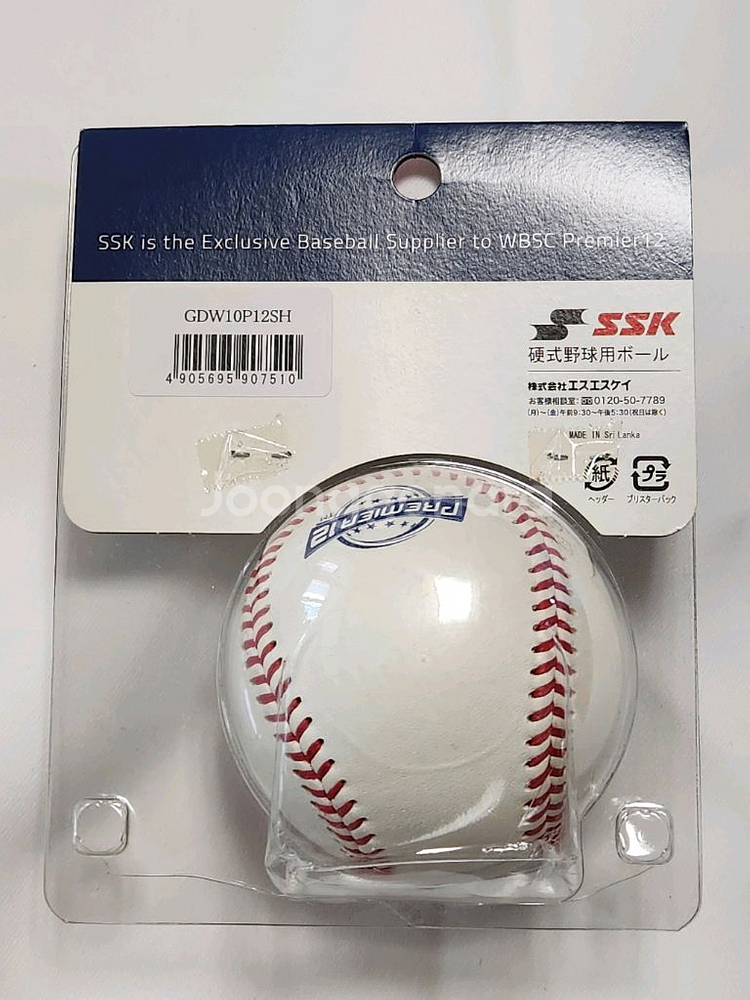 SSK is the Exclusive Baseball Supplier to WBSC Premier12.
GDW10P12SH
4 905695 907510
SSK
硬式野球用ボール
株式会社エスエスケイ
お客様相談室：0120-50-7789
(月)～(金)午前9:30～午後5:30(祝日は除く)
MADE IN Sri Lanka
紙
プラ
ヘッダー
ブリスターパック
Joongonara
PREMIER12